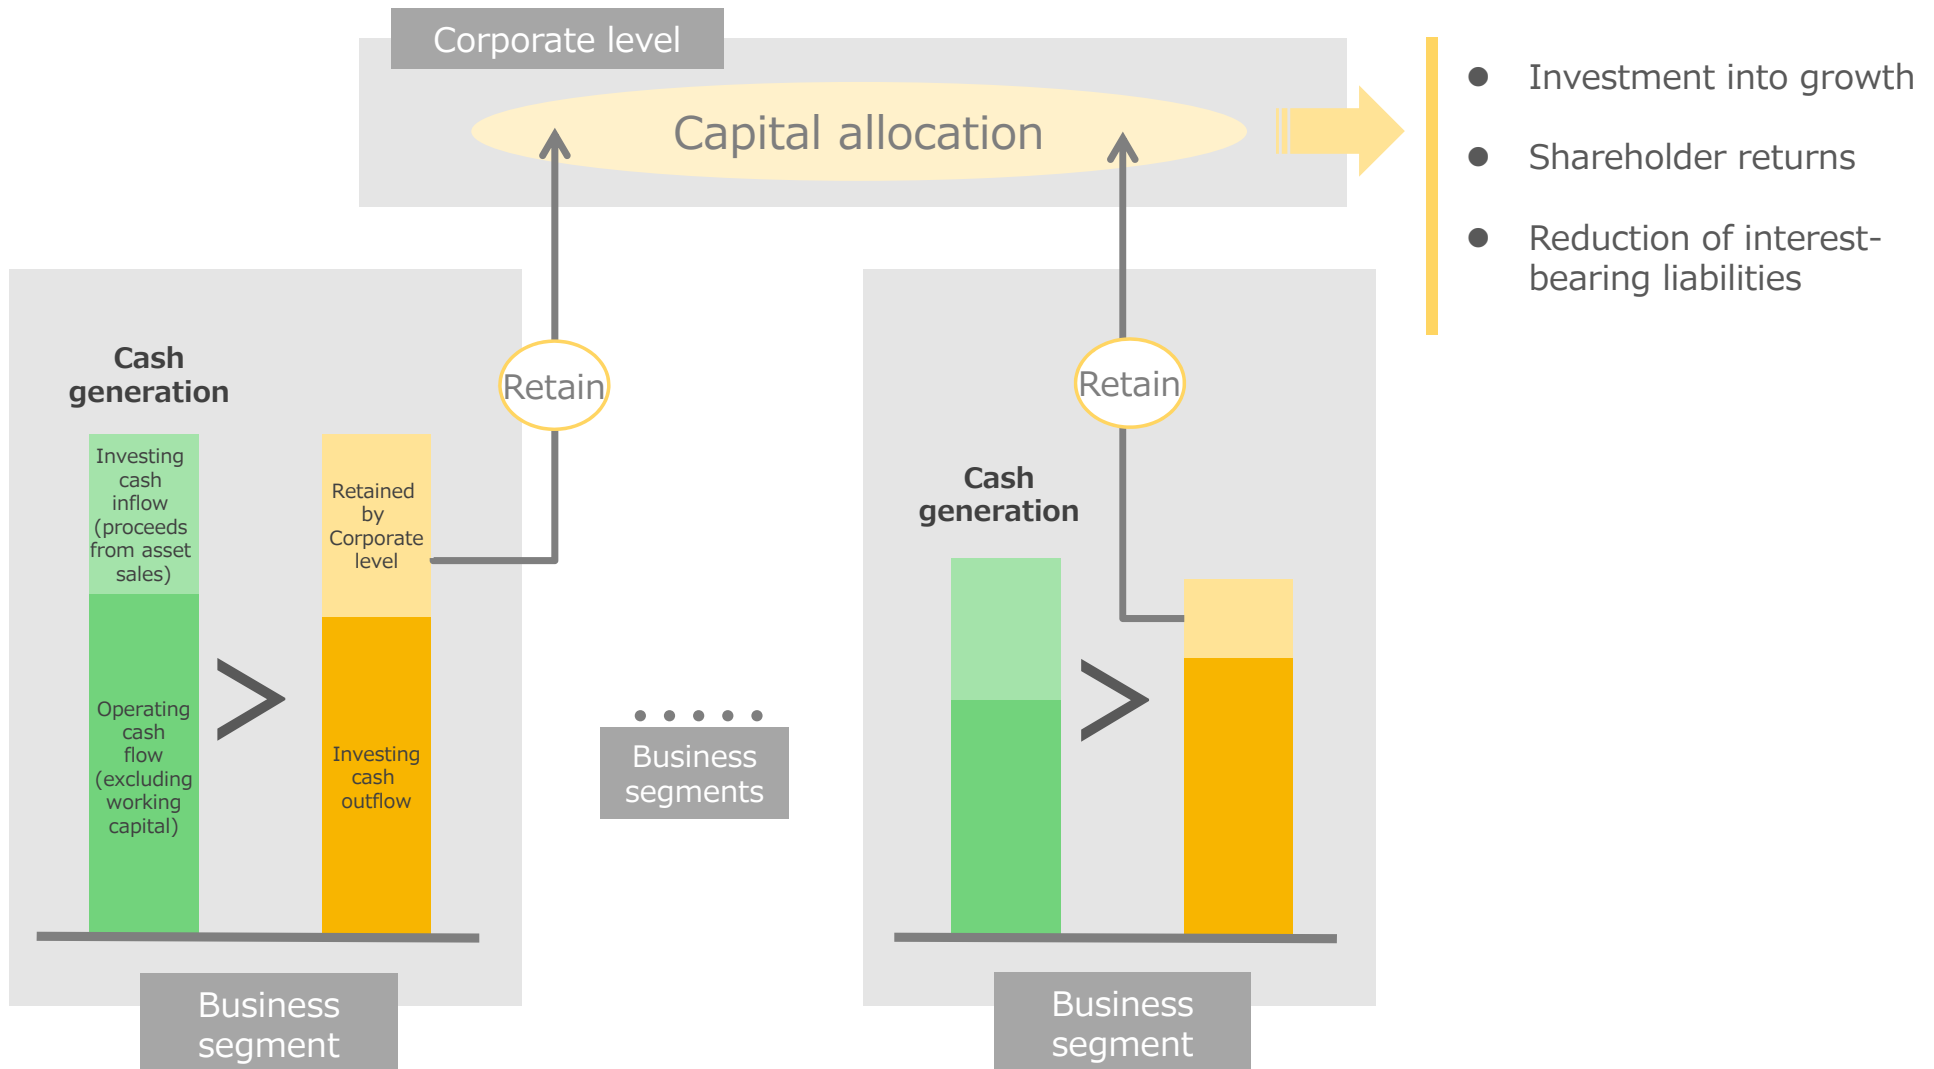 Corporate level
Capital allocation
● Investment into growth
● Shareholder returns
● Reduction of interest-
bearing liabilities
Cash
generation
Investing
cash
inflow
(proceeds
from asset
sales)
Operating
cash
flow
(excluding
working
capital)
Retained
by
Corporate
level
Investing
cash
outflow
Retain
Business
segment
•••••
Business
segments
Retain
Cash
generation
Business
segment